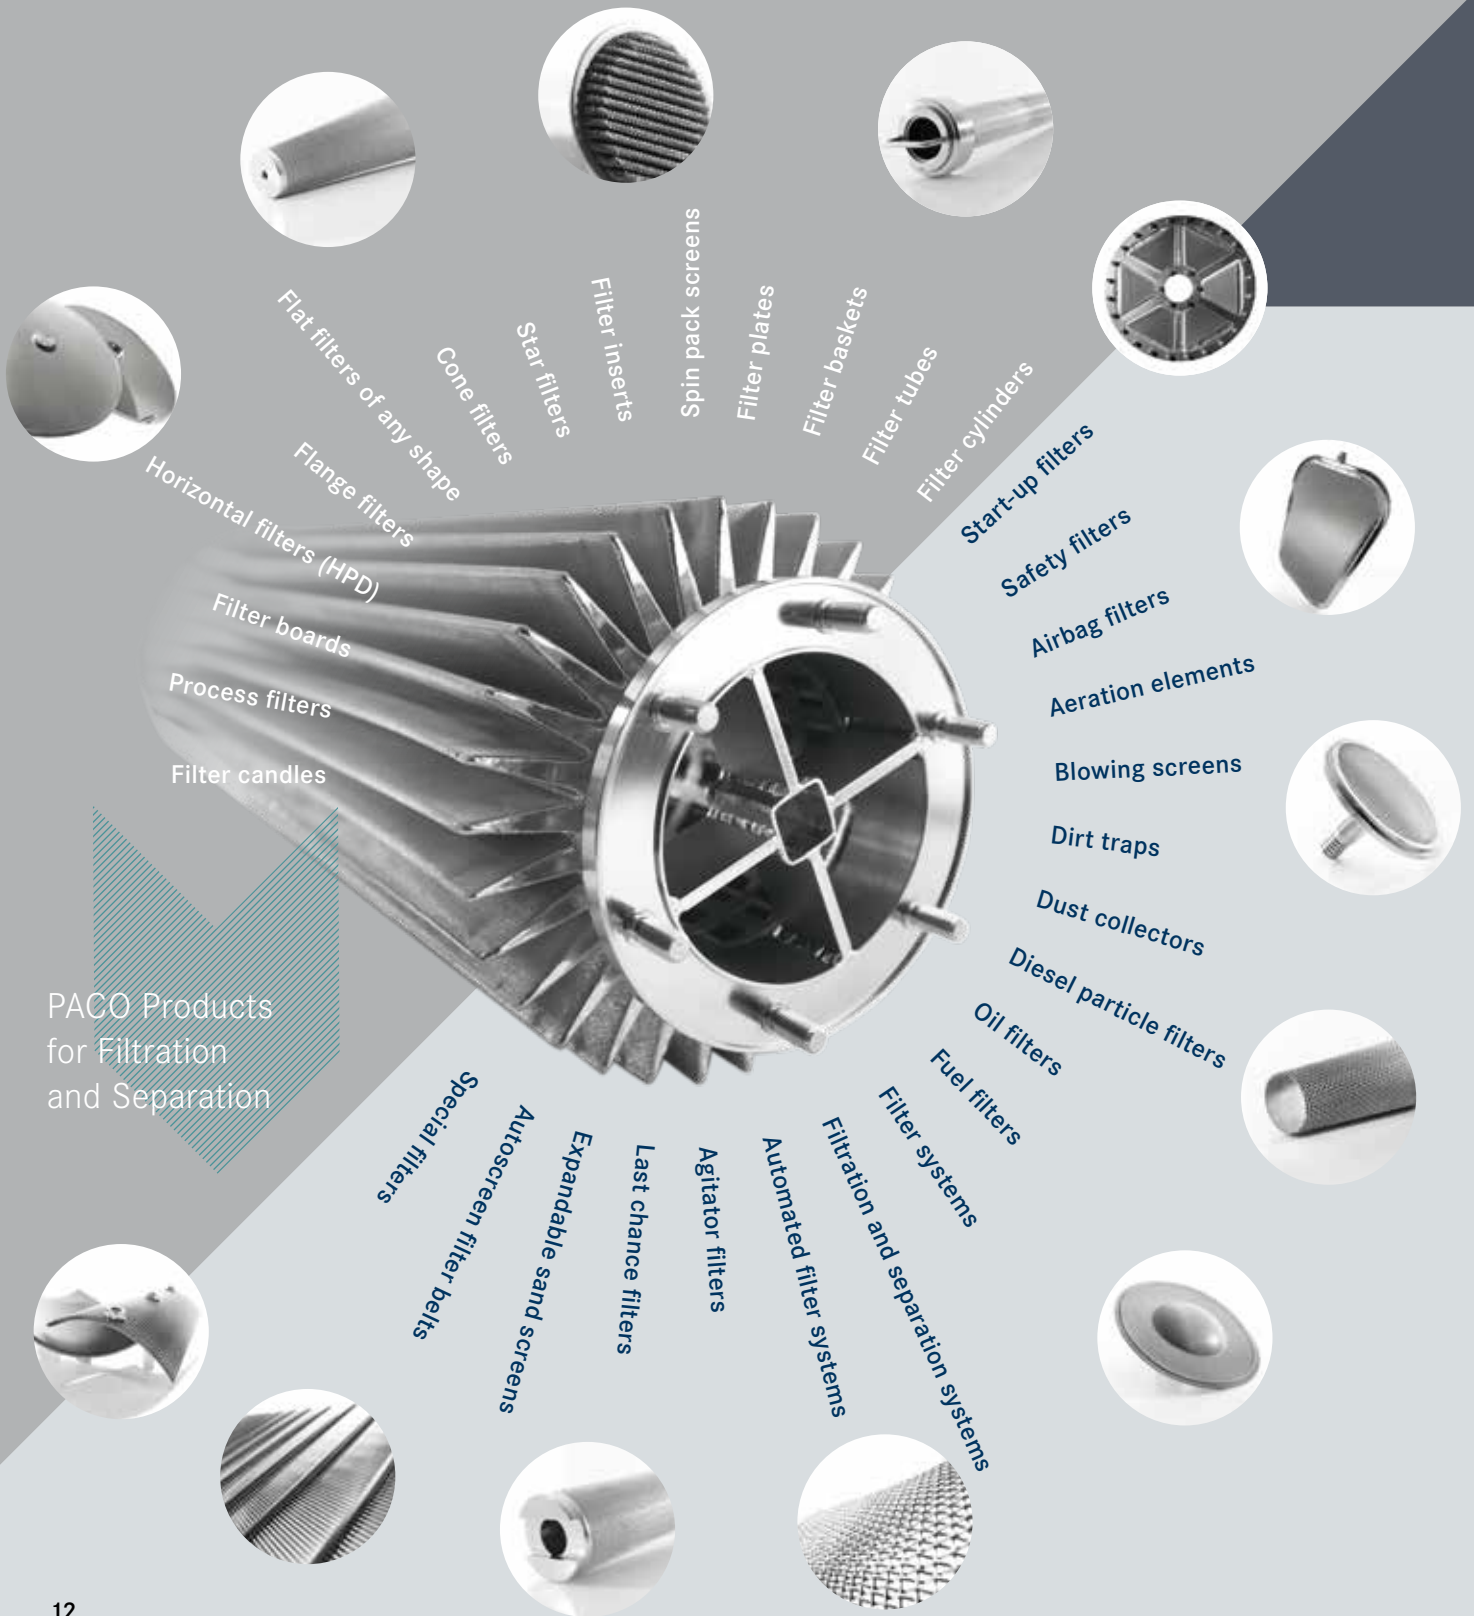 Filter candles
Process filters
Filter boards
Horizontal filters (HPD)
Flange filters
Flat filters of any shape
Cone filters
Star filters
Filter inserts
Spin pack screens
Filter plates
Filter baskets
Filter tubes
Filter cylinders
Start-up filters
Safety filters
Airbag filters
Aeration elements
Blowing screens
Dirt traps
Dust collectors
Diesel particle filters
Oil filters
Fuel filters
Filter systems
Filtration and separation systems
Automated filter systems
Agitator filters
Last chance filters
Expandable sand screens
Autoscreen filter belts
Special filters
PACO Products
for Filtration
and Separation
12